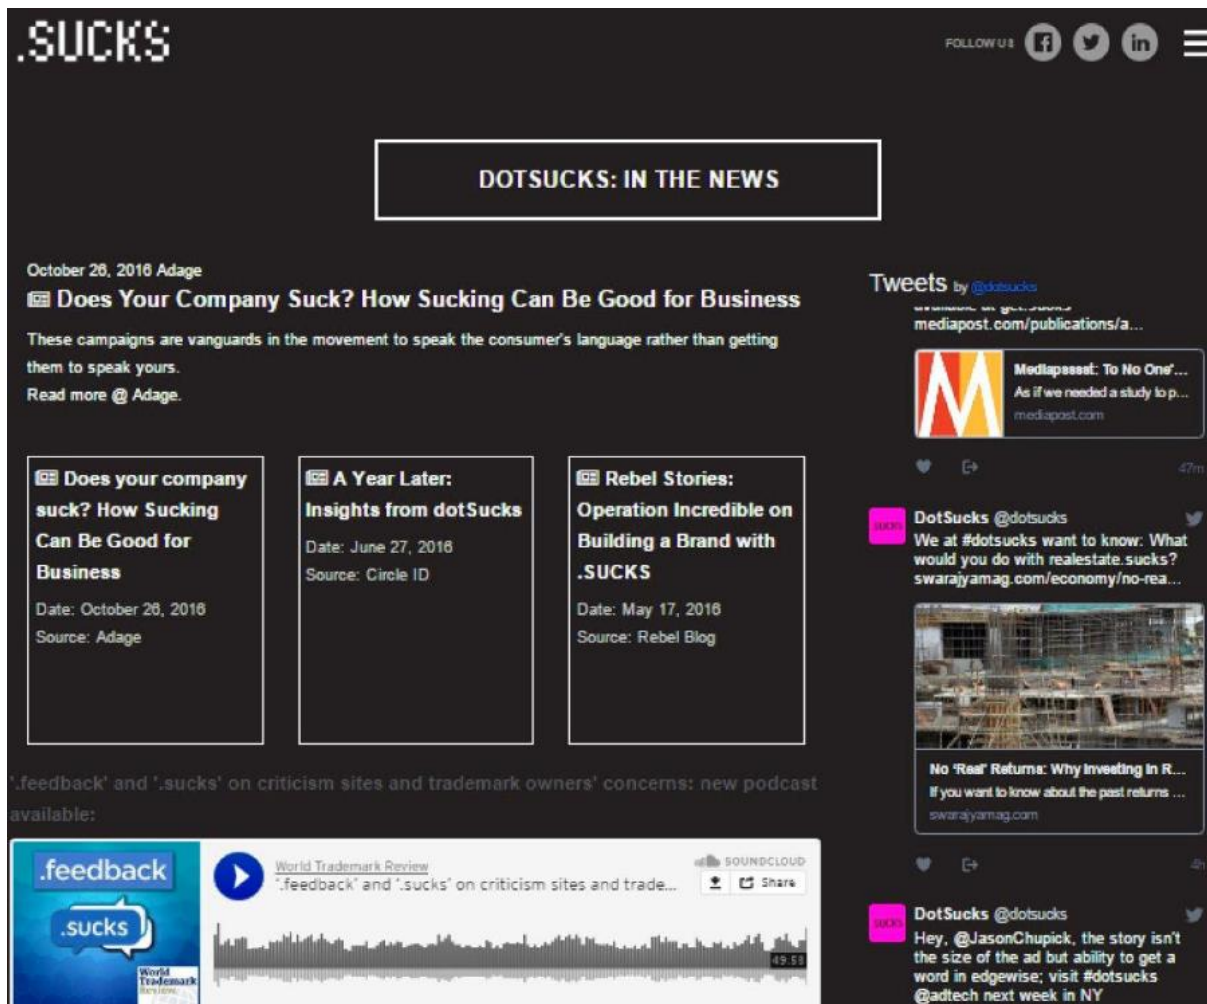 .SUCKS
FOLLOW US
DOTSUCKS: IN THE NEWS
October 26, 2016 Adage
Does Your Company Suck? How Sucking Can Be Good for Business
These campaigns are vanguards in the movement to speak the consumer's language rather than getting
them to speak yours.
Read more @ Adage.
Does your company
suck? How Sucking
Can Be Good for
Business
Date: October 26, 2016
Source: Adage
A Year Later:
Insights from dotSucks
Date: June 27, 2016
Source: Circle ID
Rebel Stories:
Operation Incredible on
Building a Brand with
.SUCKS
Date: May 17, 2016
Source: Rebel Blog
'.feedback' and '.sucks' on criticism sites and trademark owners' concerns: new podcast
available:
.feedback
.sucks
World
Trademark
Review
World Trademark Review
'.feedback' and '.sucks' on criticism sites and trade...
SOUNDCLOUD
Share
49:58
Tweets by @dotsucks
available at get.sucks
mediapost.com/publications/a...
Mediapsssst: To No One'...
As if we needed a study to p...
mediapost.com
47m
SUCKS
DotSucks @dotsucks
We at #dotsucks want to know: What
would you do with realestate.sucks?
swarajyamag.com/economy/no-rea...
No 'Real' Returns: Why Investing In R...
If you want to know about the past returns ...
swarajyamag.com
4h
SUCKS
DotSucks @dotsucks
Hey, @JasonChupick, the story isn't
the size of the ad but ability to get a
word in edgewise; visit #dotsucks
@adtech next week in NY